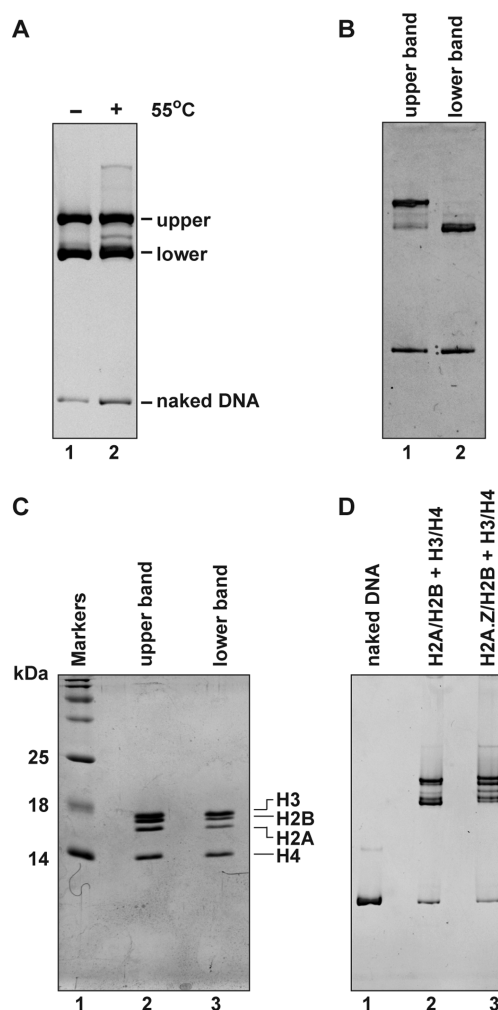 A
– + 55°C
upper
lower
naked DNA
1 2
B
upper band
lower band
1 2
C
Markers
upper band
lower band
kDa
25
18
14
H3
H2B
H2A
H4
1 2 3
D
naked DNA
H2A/H2B + H3/H4
H2A.Z/H2B + H3/H4
1 2 3